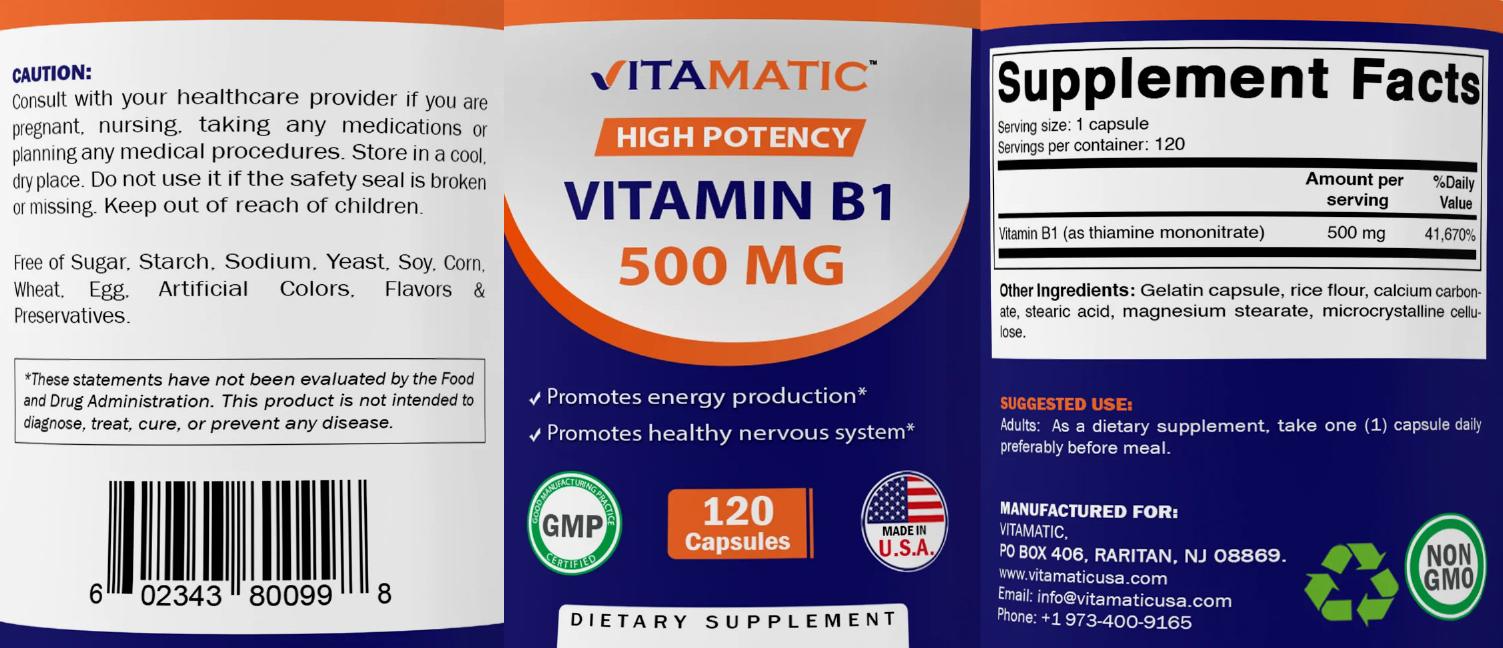 CAUTION:
Consult with your healthcare provider if you are
pregnant, nursing, taking any medications or
planning any medical procedures. Store in a cool,
dry place. Do not use it if the safety seal is broken
or missing. Keep out of reach of children.
Free of Sugar, Starch, Sodium, Yeast, Soy, Corn,
Wheat, Egg, Artificial Colors, Flavors &
Preservatives.
*These statements have not been evaluated by the Food
and Drug Administration. This product is not intended to
diagnose, treat, cure, or prevent any disease.
6 02343 80099 8
VITAMATIC™
HIGH POTENCY
VITAMIN B1
500 MG
✓ Promotes energy production*
✓ Promotes healthy nervous system*
GOOD MANUFACTURING PRACTICE
GMP
CERTIFIED
120
Capsules
MADE IN
U.S.A.
DIETARY SUPPLEMENT
Supplement Facts
Serving size: 1 capsule
Servings per container: 120
Amount per %Daily
serving Value
Vitamin B1 (as thiamine mononitrate) 500 mg 41,670%
Other Ingredients: Gelatin capsule, rice flour, calcium carbon-
ate, stearic acid, magnesium stearate, microcrystalline cellu-
lose.
SUGGESTED USE:
Adults: As a dietary supplement, take one (1) capsule daily
preferably before meal.
MANUFACTURED FOR:
VITAMATIC,
PO BOX 406, RARITAN, NJ 08869.
www.vitamaticusa.com
Email: info@vitamaticusa.com
Phone: +1 973-400-9165
NON
GMO